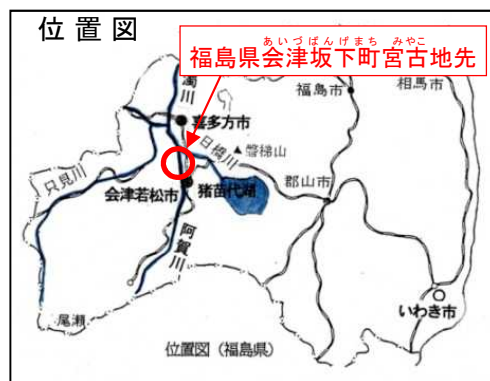 位置図
あいづばんげまち みやこ
福島県会津坂下町宮古地先
濁川
福島市
相馬市
喜多方市
日橋川
磐梯山
只見川
会津若松市
猪苗代湖
郡山市
阿賀川
尾瀬
いわき市
位置図(福島県)